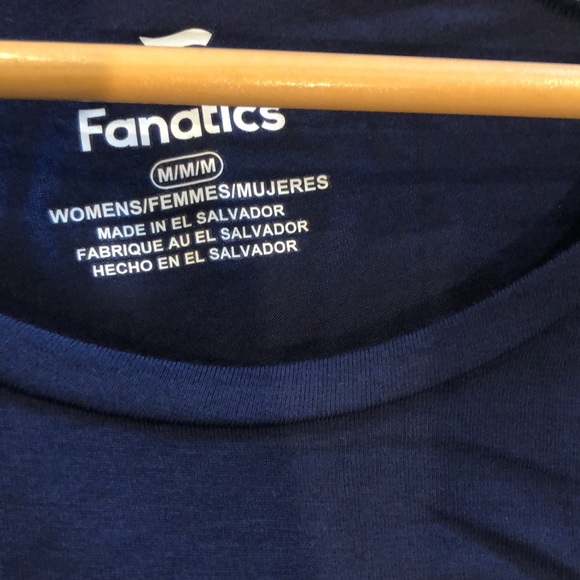 Fanatics
M/M/M
WOMENS/FEMMES/MUJERES
MADE IN EL SALVADOR
FABRIQUE AU EL SALVADOR
HECHO EN EL SALVADOR